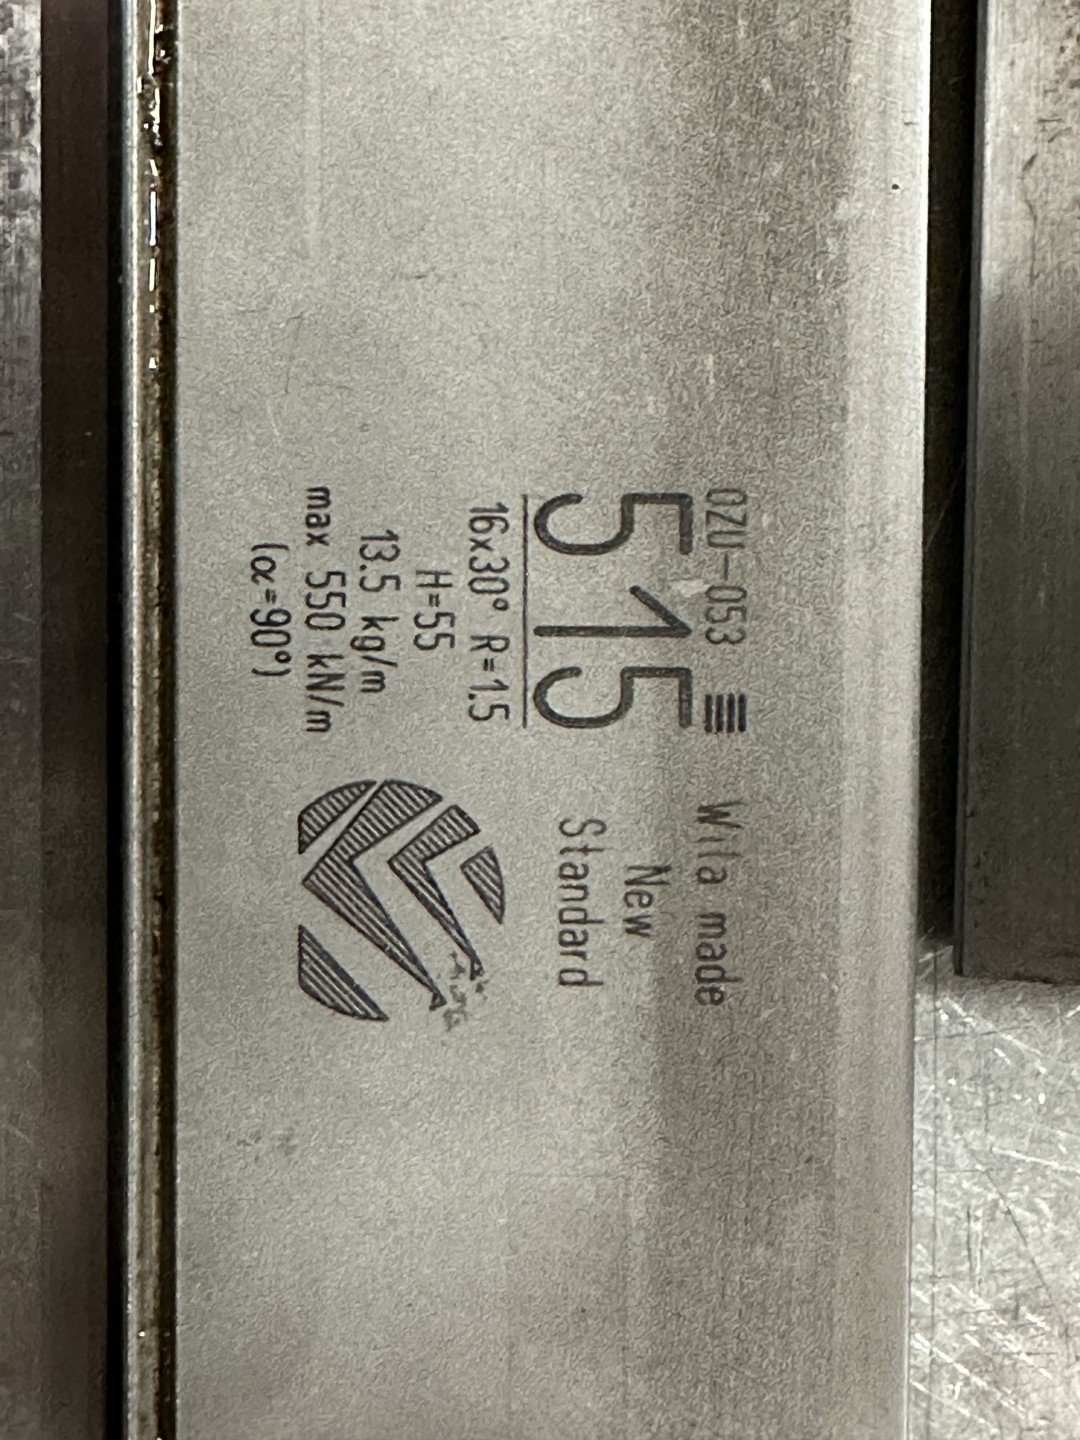 OZU-053
515
16x30° R=1.5
H=55
13.5 kg/m
max 550 kN/m
(α=90°)
Wila made
New
Standard